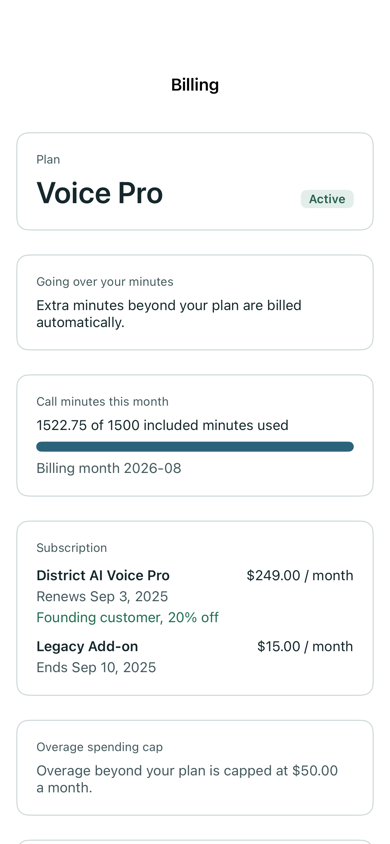 Billing
Plan
Voice Pro
Active
Going over your minutes
Extra minutes beyond your plan are billed
automatically.
Call minutes this month
1522.75 of 1500 included minutes used
Billing month 2026-08
Subscription
District AI Voice Pro
$249.00 / month
Renews Sep 3, 2025
Founding customer, 20% off
Legacy Add-on
$15.00 / month
Ends Sep 10, 2025
Overage spending cap
Overage beyond your plan is capped at $50.00
a month.